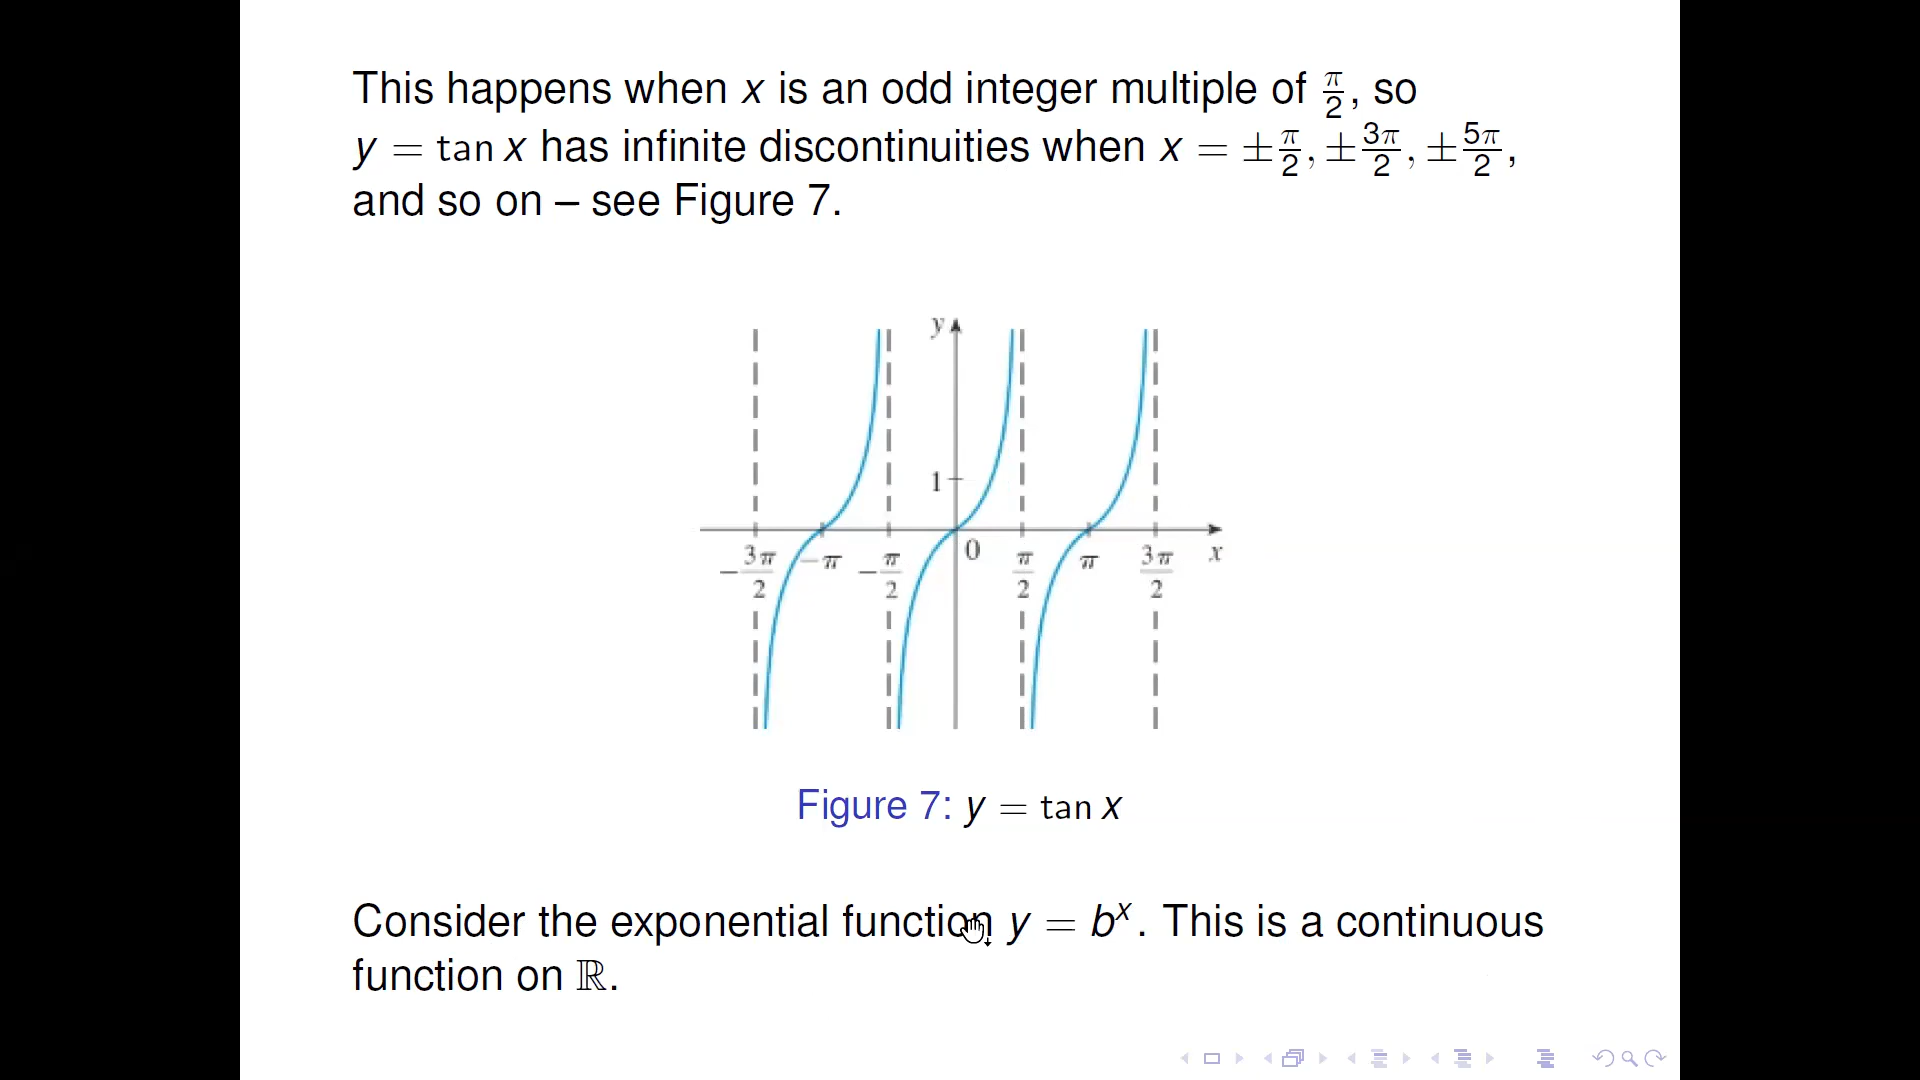 This happens when x is an odd integer multiple of π/2, so
y = tan x has infinite discontinuities when x = ±π/2, ±3π/2, ±5π/2,
and so on – see Figure 7.
y
1
−3π/2 −π −π/2 0 π/2 π 3π/2 x
Figure 7: y = tan x
Consider the exponential function y = bˣ. This is a continuous
function on ℝ.